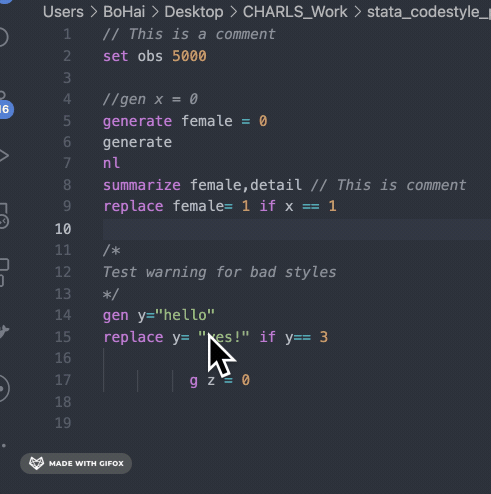 Users > BoHai > Desktop > CHARLS_Work > stata_codestyle_
1 // This is a comment
2 set obs 5000
3
4 //gen x = 0
5 generate female = 0
6 generate
7 nl
8 summarize female,detail // This is comment
9 replace female= 1 if x == 1
10
11 /*
12 Test warning for bad styles
13 */
14 gen y="hello"
15 replace y= "yes!" if y== 3
16
17 g z = 0
18
19
16
MADE WITH GIFOX